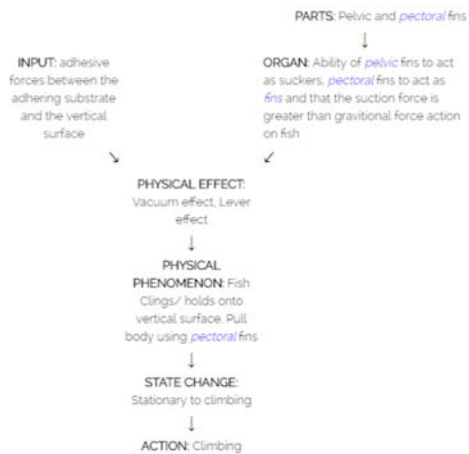 PARTS: Pelvic and pectoral fins
↓
INPUT: adhesive
forces between the
adhering substrate
and the vertical
surface
ORGAN: Ability of pelvic fins to act
as suckers, pectoral fins to act as
fins and that the suction force is
greater than gravitional force action
on fish
↘
↙
PHYSICAL EFFECT:
Vacuum effect, Lever
effect
↓
PHYSICAL
PHENOMENON: Fish
Clings/ holds onto
vertical surface. Pull
body using pectoral fins
↓
STATE CHANGE:
Stationary to climbing
↓
ACTION: Climbing